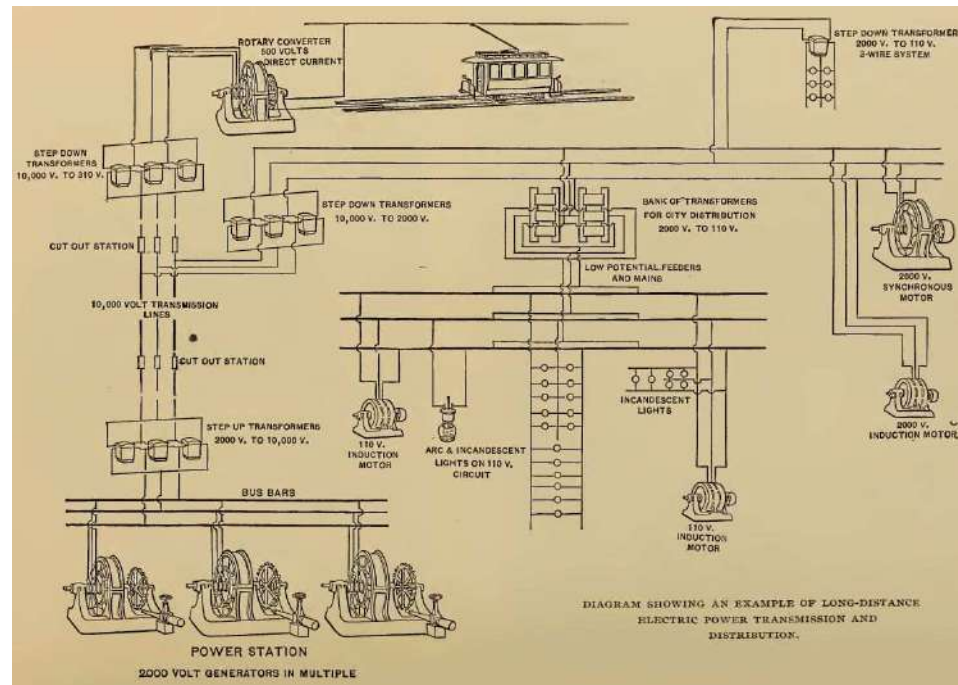 ROTARY CONVERTER
500 VOLTS
DIRECT CURRENT
STEP DOWN TRANSFORMER
2000 V. TO 110 V.
3-WIRE SYSTEM
STEP DOWN
TRANSFORMERS
10,000 V. TO 310 V.
STEP DOWN TRANSFORMERS
10,000 V. TO 2000 V.
BANK OF TRANSFORMERS
FOR CITY DISTRIBUTION
2000 V. TO 110 V.
CUT OUT STATION
LOW POTENTIAL FEEDERS
AND MAINS
2000 V.
SYNCHRONOUS
MOTOR
10,000 VOLT TRANSMISSION
LINES
CUT OUT STATION
INCANDESCENT
LIGHTS
STEP UP TRANSFORMERS
2000 V. TO 10,000 V.
110 V.
INDUCTION
MOTOR
ARC & INCANDESCENT
LIGHTS ON 110 V.
CIRCUIT
2000 V.
INDUCTION MOTOR
BUS BARS
110 V.
INDUCTION
MOTOR
POWER STATION
2000 VOLT GENERATORS IN MULTIPLE
DIAGRAM SHOWING AN EXAMPLE OF LONG-DISTANCE
ELECTRIC POWER TRANSMISSION AND
DISTRIBUTION.